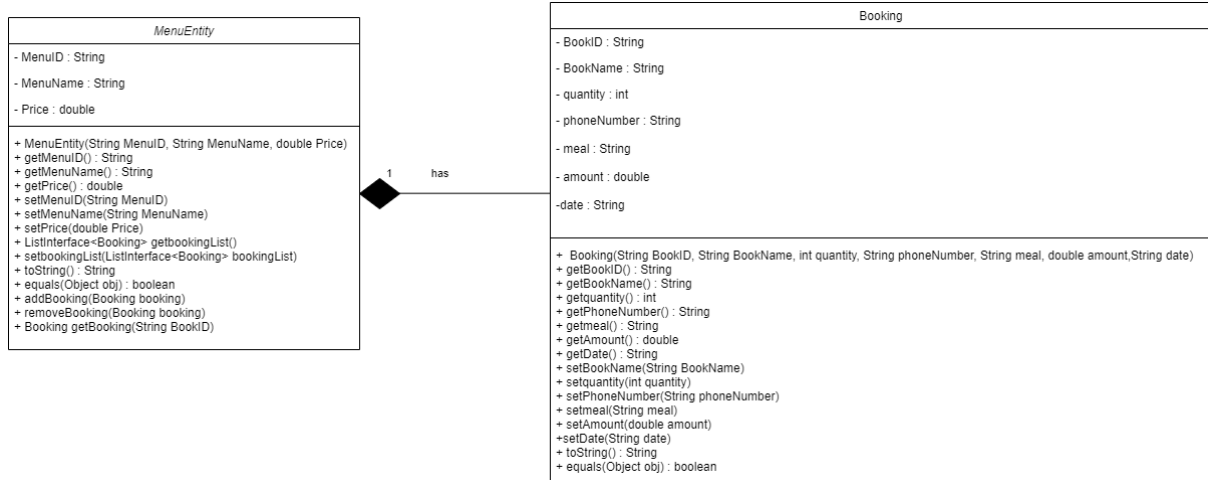 MenuEntity
- MenuID : String
- MenuName : String
- Price : double
+ MenuEntity(String MenuID, String MenuName, double Price)
+ getMenuID() : String
+ getMenuName() : String
+ getPrice() : double
+ setMenuID(String MenuID)
+ setMenuName(String MenuName)
+ setPrice(double Price)
+ ListInterface<Booking> getbookingList()
+ setbookingList(ListInterface<Booking> bookingList)
+ toString() : String
+ equals(Object obj) : boolean
+ addBooking(Booking booking)
+ removeBooking(Booking booking)
+ Booking getBooking(String BookID)
1 has
Booking
- BookID : String
- BookName : String
- quantity : int
- phoneNumber : String
- meal : String
- amount : double
-date : String
+ Booking(String BookID, String BookName, int quantity, String phoneNumber, String meal, double amount,String date)
+ getBookID() : String
+ getBookName() : String
+ getquantity() : int
+ getPhoneNumber() : String
+ getmeal() : String
+ getAmount() : double
+ getDate() : String
+ setBookName(String BookName)
+ setquantity(int quantity)
+ setPhoneNumber(String phoneNumber)
+ setmeal(String meal)
+ setAmount(double amount)
+setDate(String date)
+ toString() : String
+ equals(Object obj) : boolean